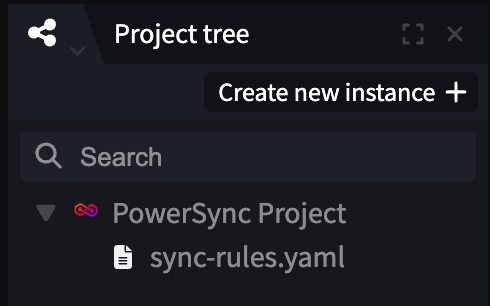 Project tree
Create new instance +
Search
PowerSync Project
sync-rules.yaml